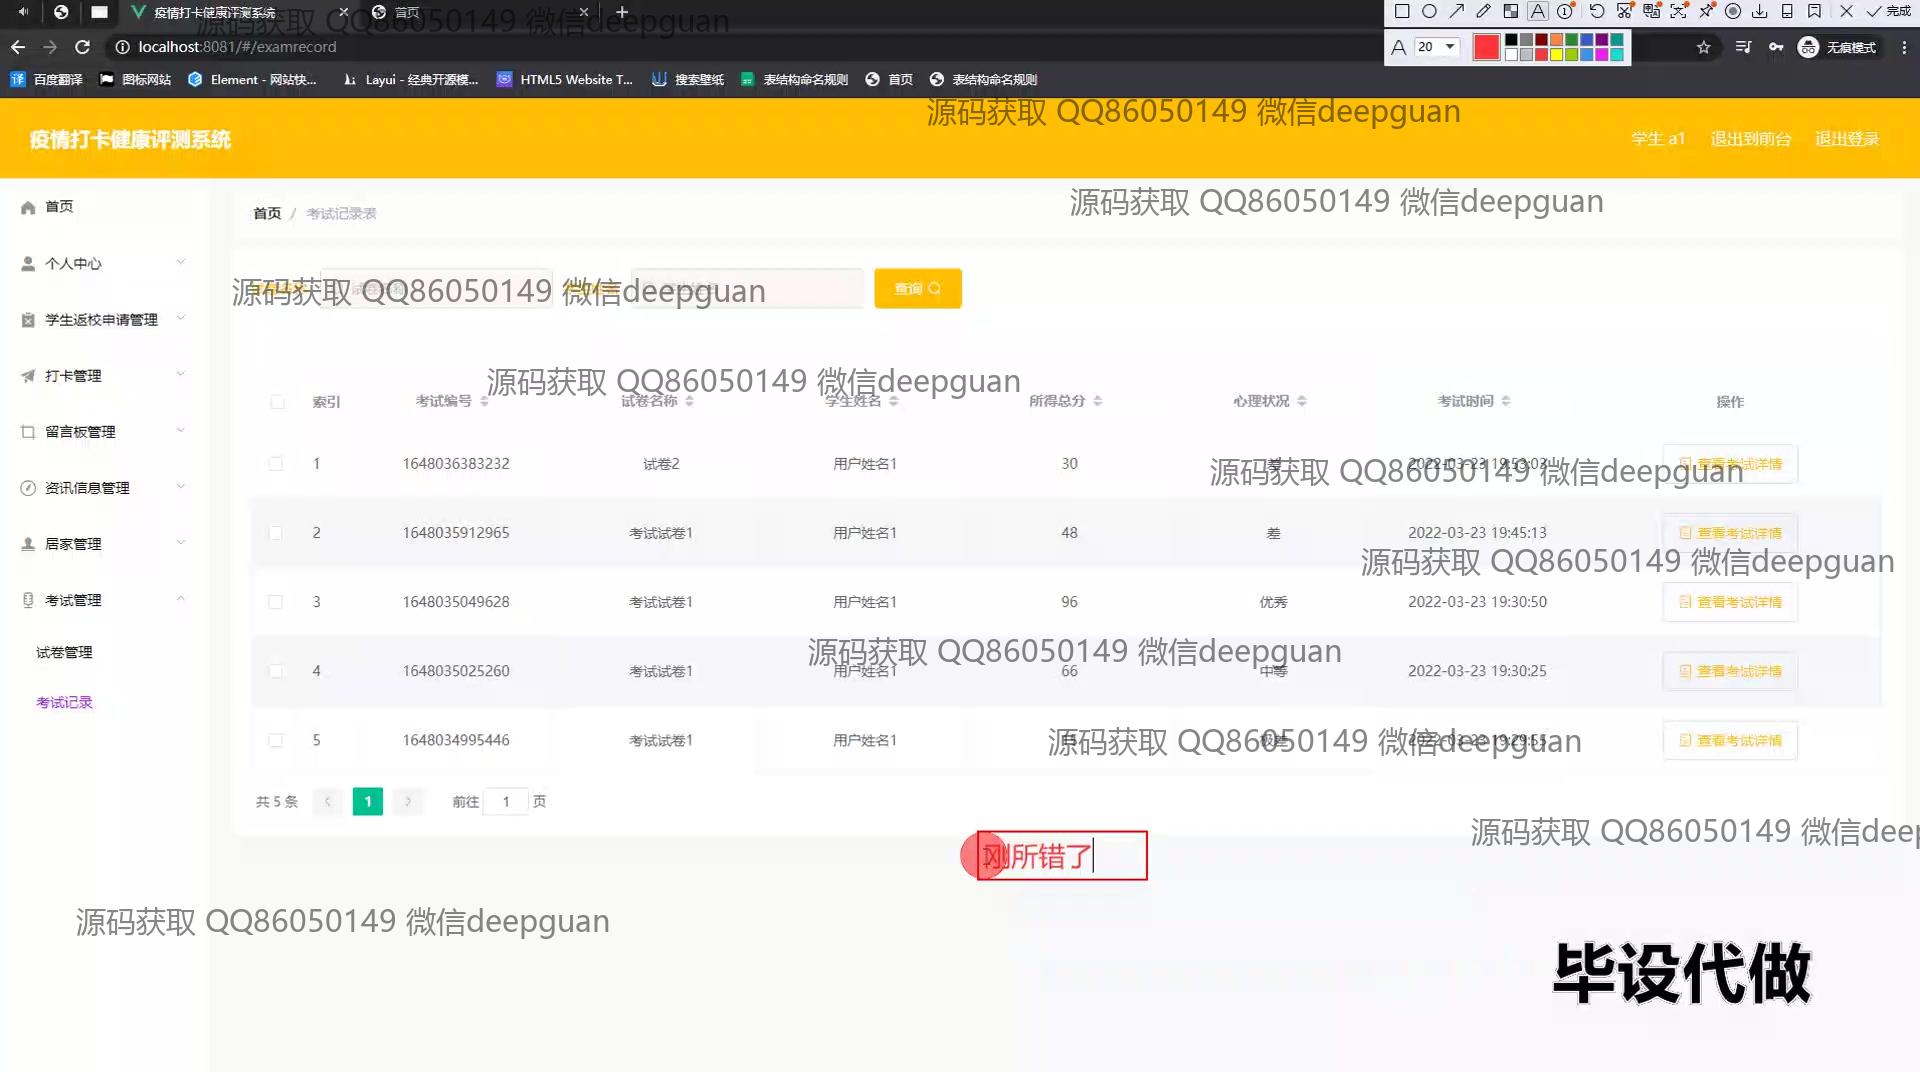 疫情打卡健康评测系统
首页
localhost:8081/#/examrecord
20
完成
无痕模式
百度翻译
图标网站
Element - 网站快...
Layui - 经典开源模...
HTML5 Website T...
搜索壁纸
表结构命名规则
首页
表结构命名规则
源码获取 QQ86050149 微信deepguan
源码获取 QQ86050149 微信deepguan
疫情打卡健康评测系统
学生 a1
退出到前台
退出登录
首页 / 考试记录表
源码获取 QQ86050149 微信deepguan
源码获取 QQ86050149 微信deepguan
查询
首页
个人中心
学生返校申请管理
打卡管理
留言板管理
资讯信息管理
居家管理
考试管理
试卷管理
考试记录
源码获取 QQ86050149 微信deepguan
索引 考试编号 试卷名称 学生姓名 所得总分 心理状况 考试时间 操作
1 1648036383232 试卷2 用户姓名1 30 差 2022-03-23 19:53:03 查看考试详情
源码获取 QQ86050149 微信deepguan
2 1648035912965 考试试卷1 用户姓名1 48 差 2022-03-23 19:45:13 查看考试详情
源码获取 QQ86050149 微信deepguan
3 1648035049628 考试试卷1 用户姓名1 96 优秀 2022-03-23 19:30:50 查看考试详情
源码获取 QQ86050149 微信deepguan
4 1648035025260 考试试卷1 用户姓名1 66 中等 2022-03-23 19:30:25 查看考试详情
5 1648034995446 考试试卷1 用户姓名1 极差 2022-03-23 19:29:55 查看考试详情
源码获取 QQ86050149 微信deepguan
共 5 条 1 前往 1 页
源码获取 QQ86050149 微信deep
刚所错了
源码获取 QQ86050149 微信deepguan
毕设代做